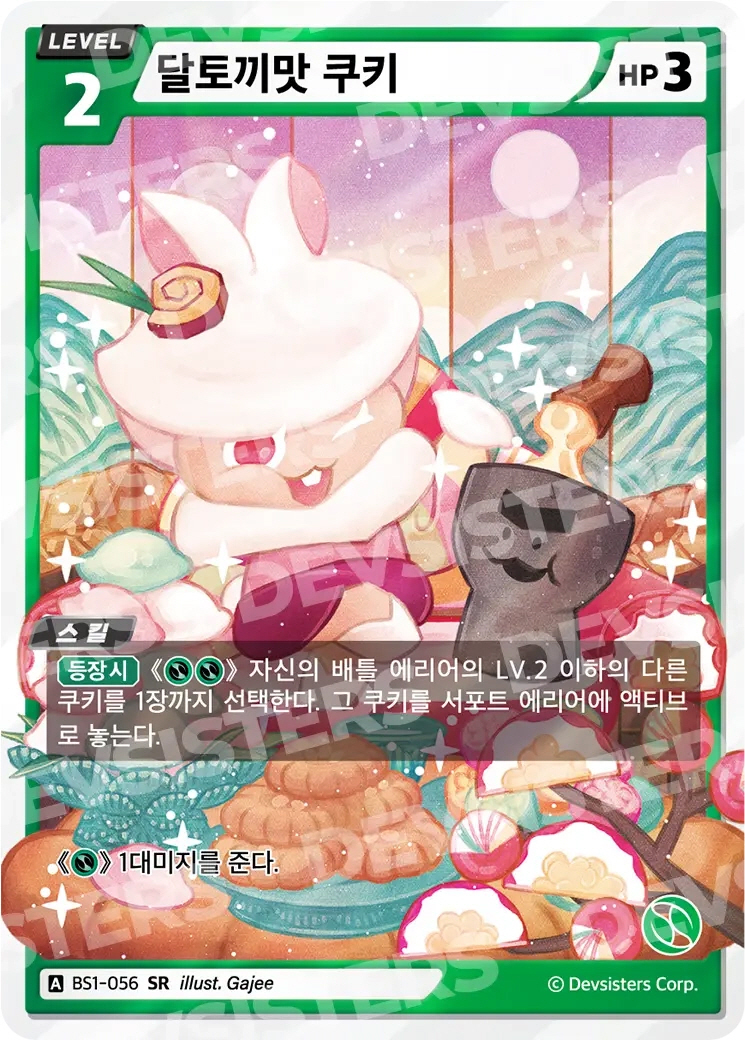 LEVEL
2
달토끼맛 쿠키
HP 3
스킬
등장시 《》 자신의 배틀 에리어의 LV.2 이하의 다른
쿠키를 1장까지 선택한다. 그 쿠키를 서포트 에리어에 액티브
로 놓는다.
《》 1대미지를 준다.
A BS1-056 SR illust. Gajee
© Devsisters Corp.
DEVSISTERS